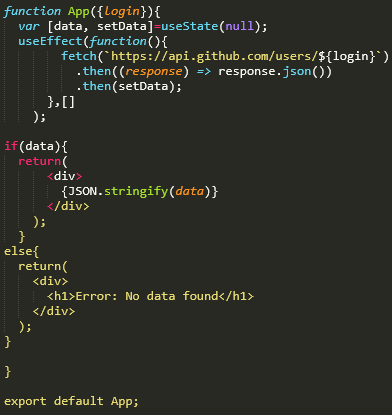 function App({login}){
var [data, setData]=useState(null);
useEffect(function(){
fetch(`https://api.github.com/users/${login}`)
.then((response) => response.json())
.then(setData);
},[]
);
if(data){
return(
<div>
{JSON.stringify(data)}
</div>
);
}
else{
return(
<div>
<h1>Error: No data found</h1>
</div>
);
}
}
export default App;